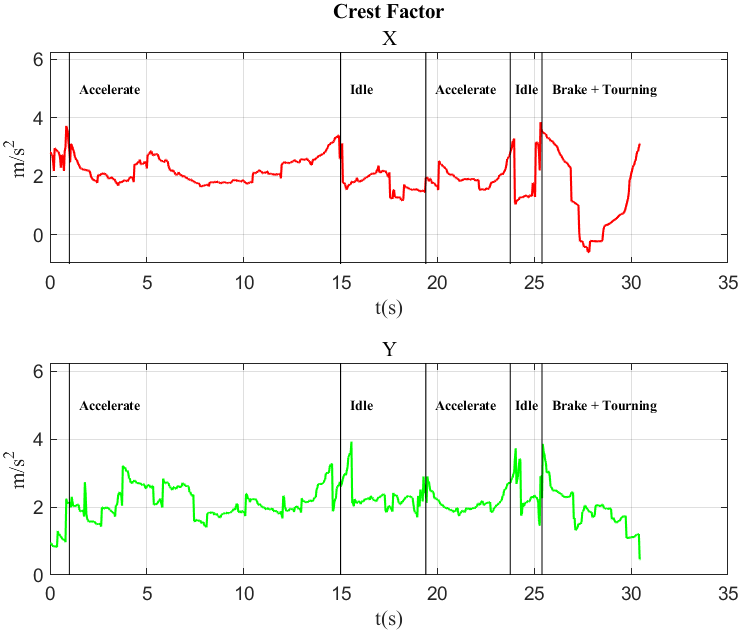 Crest Factor
X
6
4
2
0
m/s²
Accelerate
Idle
Accelerate
Idle
Brake + Tourning
0 5 10 15 20 25 30 35
t(s)
Y
6
4
2
0
m/s²
Accelerate
Idle
Accelerate
Idle
Brake + Tourning
0 5 10 15 20 25 30 35
t(s)